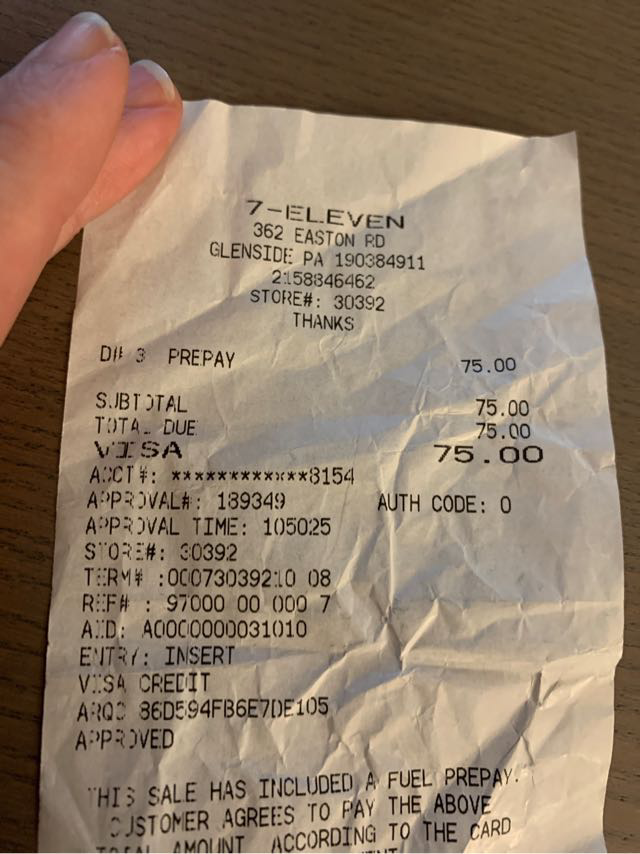 7-ELEVEN
362 EASTON RD
GLENSIDE PA 190384911
2158846462
STORE#: 30392
THANKS
D# 3 PREPAY 75.00
SUBTOTAL 75.00
TOTAL DUE 75.00
VISA 75.00
ACCT#: ************8154
APPROVAL#: 189349 AUTH CODE: 0
APPROVAL TIME: 105025
STORE#: 30392
TERM# :00073039210 08
REF# : 97000 00 000 7
AID: A0000000031010
ENTRY: INSERT
VISA CREDIT
ARQC 86D594FB6E7DE105
APPROVED
THIS SALE HAS INCLUDED A FUEL PREPAY.
CUSTOMER AGREES TO PAY THE ABOVE
TOTAL AMOUNT ACCORDING TO THE CARD